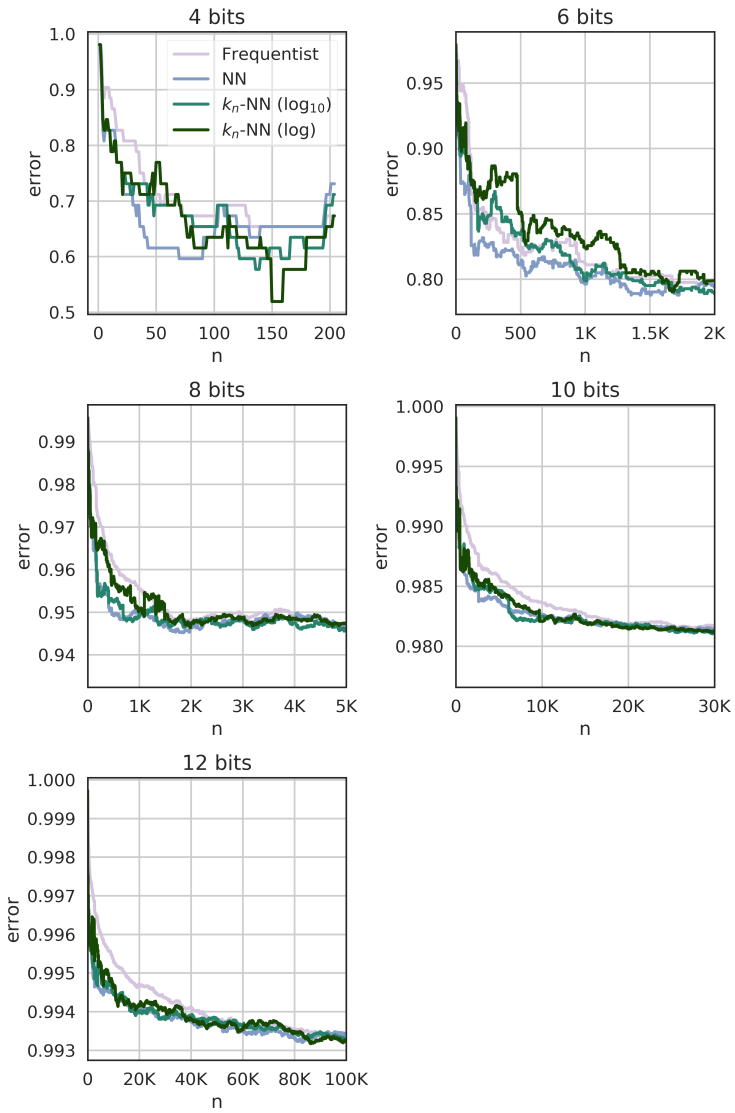 4 bits
1.0
0.9
0.8
0.7
0.6
0.5
error
Frequentist
NN
kₙ-NN (log₁₀)
kₙ-NN (log)
0 50 100 150 200
n
6 bits
0.95
0.90
0.85
0.80
error
0 500 1K 1.5K 2K
n
8 bits
0.99
0.98
0.97
0.96
0.95
0.94
error
0 1K 2K 3K 4K 5K
n
10 bits
1.000
0.995
0.990
0.985
0.980
error
0 10K 20K 30K
n
12 bits
1.000
0.999
0.998
0.997
0.996
0.995
0.994
0.993
error
0 20K 40K 60K 80K 100K
n